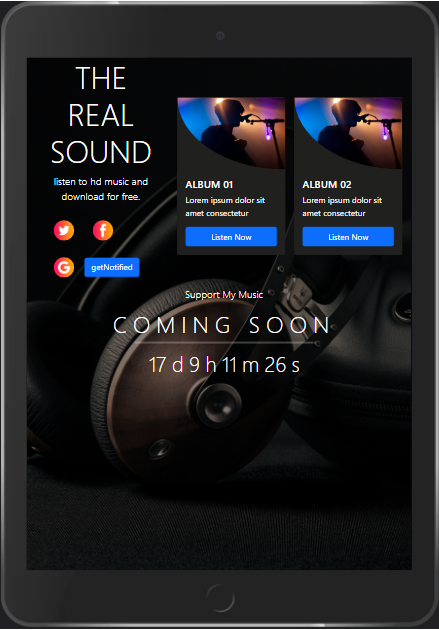 THE
REAL
SOUND
listen to hd music and
download for free.
G
getNotified
ALBUM 01
Lorem ipsum dolor sit
amet consectetur
Listen Now
ALBUM 02
Lorem ipsum dolor sit
amet consectetur
Listen Now
Support My Music
COMING SOON
17 d 9 h 11 m 26 s